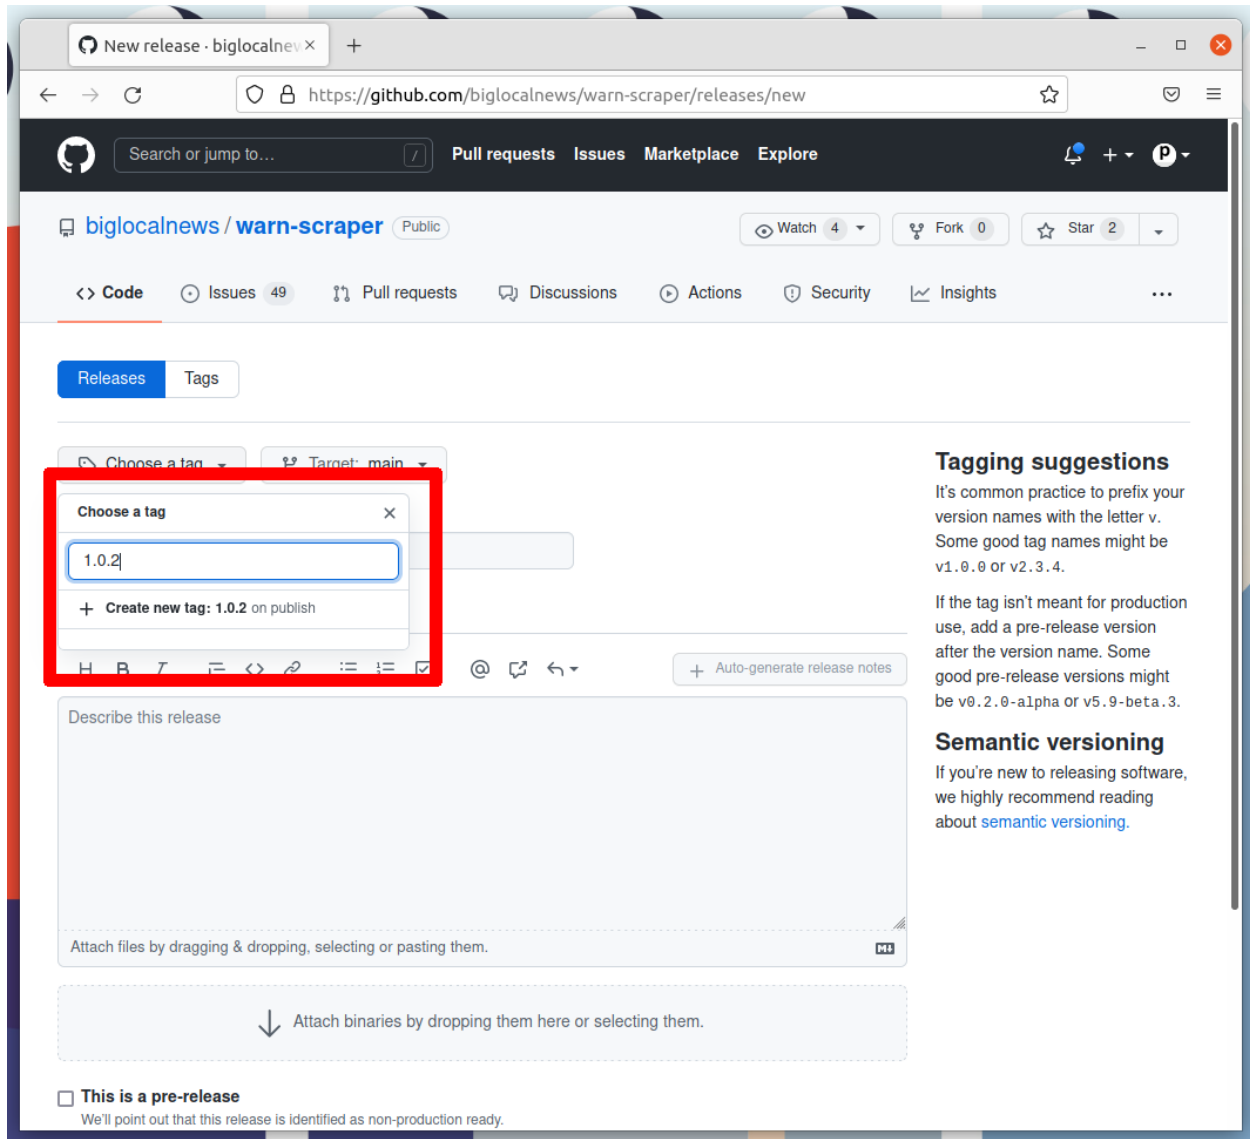 New release · biglocalnew
https://github.com/biglocalnews/warn-scraper/releases/new
Search or jump to… /
Pull requests Issues Marketplace Explore
biglocalnews / warn-scraper Public
Watch 4
Fork 0
Star 2
Code
Issues 49
Pull requests
Discussions
Actions
Security
Insights
Releases
Tags
Choose a tag
Target: main
Choose a tag
1.0.2
Create new tag: 1.0.2 on publish
H B I
@
Auto-generate release notes
Describe this release
Attach files by dragging & dropping, selecting or pasting them.
Attach binaries by dropping them here or selecting them.
This is a pre-release
We'll point out that this release is identified as non-production ready.
Tagging suggestions
It's common practice to prefix your
version names with the letter v.
Some good tag names might be
v1.0.0 or v2.3.4.
If the tag isn't meant for production
use, add a pre-release version
after the version name. Some
good pre-release versions might
be v0.2.0-alpha or v5.9-beta.3.
Semantic versioning
If you're new to releasing software,
we highly recommend reading
about semantic versioning.